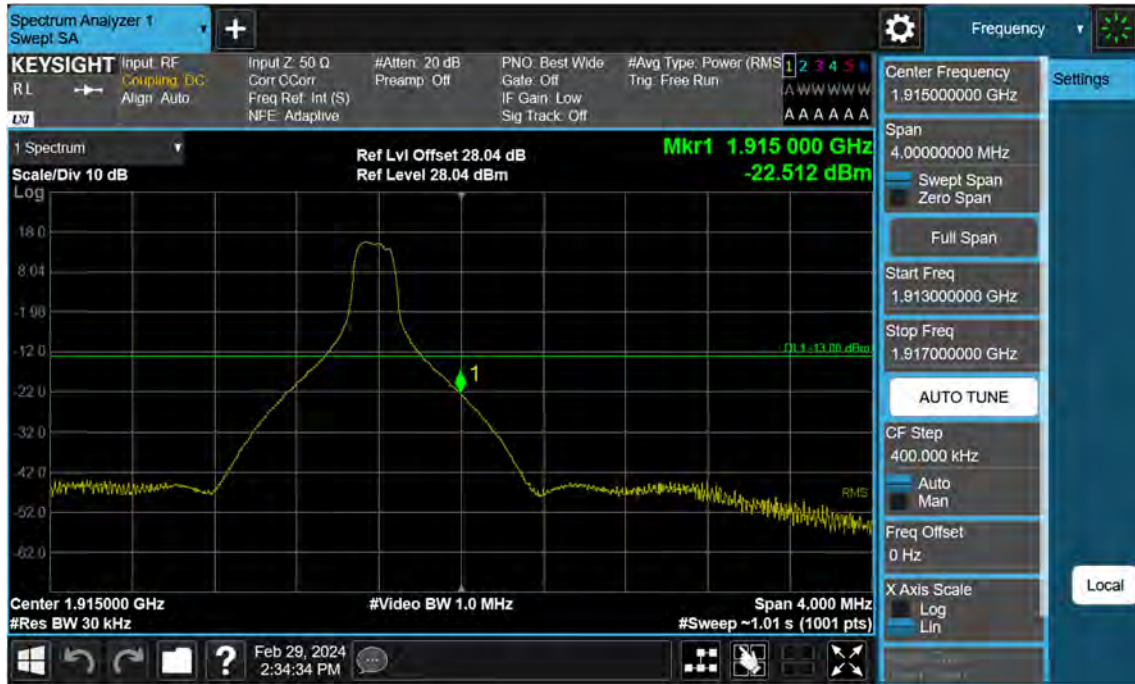 Spectrum Analyzer 1
Swept SA
+
Frequency
KEYSIGHT
RL
LXI
Input: RF
Coupling: DC
Align: Auto
Input Z: 50 Ω
Corr CCorr
Freq Ref: Int (S)
NFE: Adaptive
#Atten: 20 dB
Preamp: Off
PNO: Best Wide
Gate: Off
IF Gain: Low
Sig Track: Off
#Avg Type: Power (RMS
Trig: Free Run
1 2 3 4 5 6
A W W W W W
A A A A A A
1 Spectrum
Scale/Div 10 dB
Ref Lvl Offset 28.04 dB
Ref Level 28.04 dBm
Mkr1 1.915 000 GHz
-22.512 dBm
Log
18.0
8.04
-1.96
-12.0
-22.0
-32.0
-42.0
-52.0
-62.0
DL1 -13.00 dBm
1
RMS
Center 1.915000 GHz
#Res BW 30 kHz
#Video BW 1.0 MHz
Span 4.000 MHz
#Sweep ~1.01 s (1001 pts)
Center Frequency
1.915000000 GHz
Span
4.00000000 MHz
Swept Span
Zero Span
Full Span
Start Freq
1.913000000 GHz
Stop Freq
1.917000000 GHz
AUTO TUNE
CF Step
400.000 kHz
Auto
Man
Freq Offset
0 Hz
X Axis Scale
Log
Lin
Settings
Local
?
Feb 29, 2024
2:34:34 PM